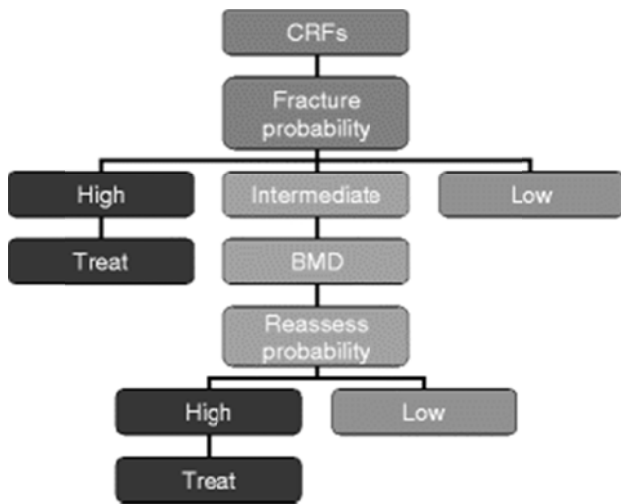 CRFs
Fracture
probability
High
Intermediate
Low
Treat
BMD
Reassess
probability
High
Low
Treat